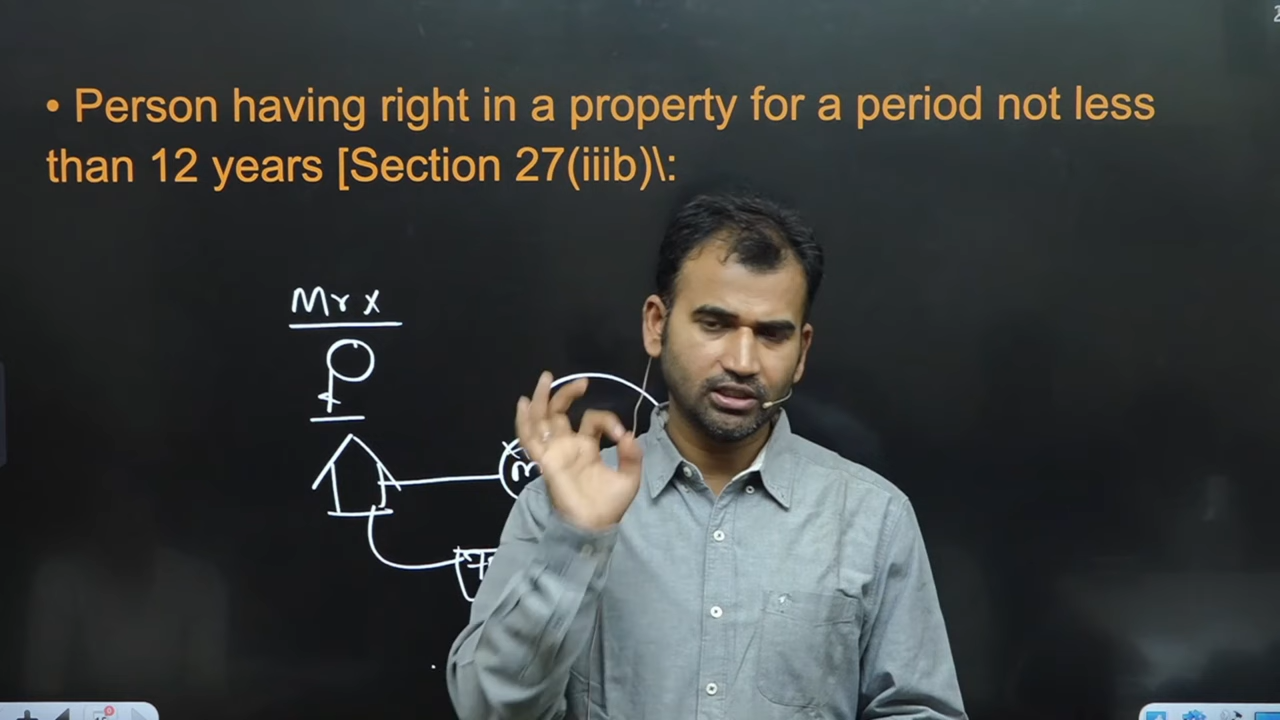 • Person having right in a property for a period not less
than 12 years [Section 27(iiib)\:
Mr X